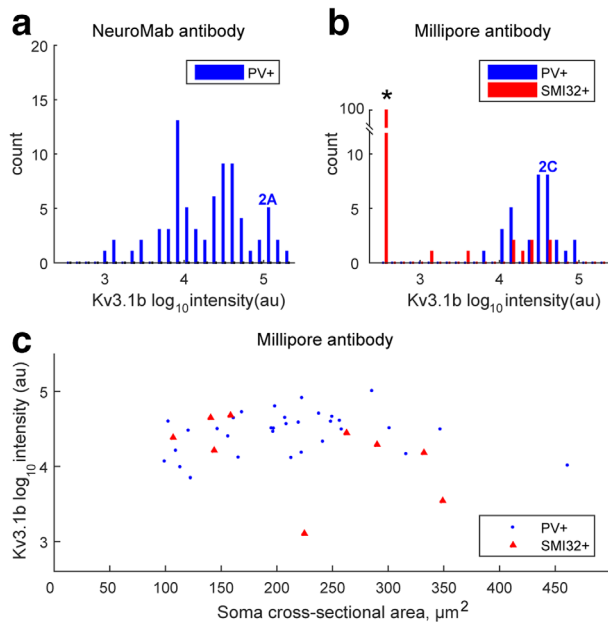 a
NeuroMab antibody
20
15
10
5
0
count
PV+
2A
3
4
5
Kv3.1b log10intensity(au)
b
Millipore antibody
100
10
5
0
count
*
PV+
SMI32+
2C
3
4
5
Kv3.1b log10intensity(au)
c
Millipore antibody
5
4
3
Kv3.1b log10intensity (au)
PV+
SMI32+
0
50
100
150
200
250
300
350
400
450
Soma cross-sectional area, µm²